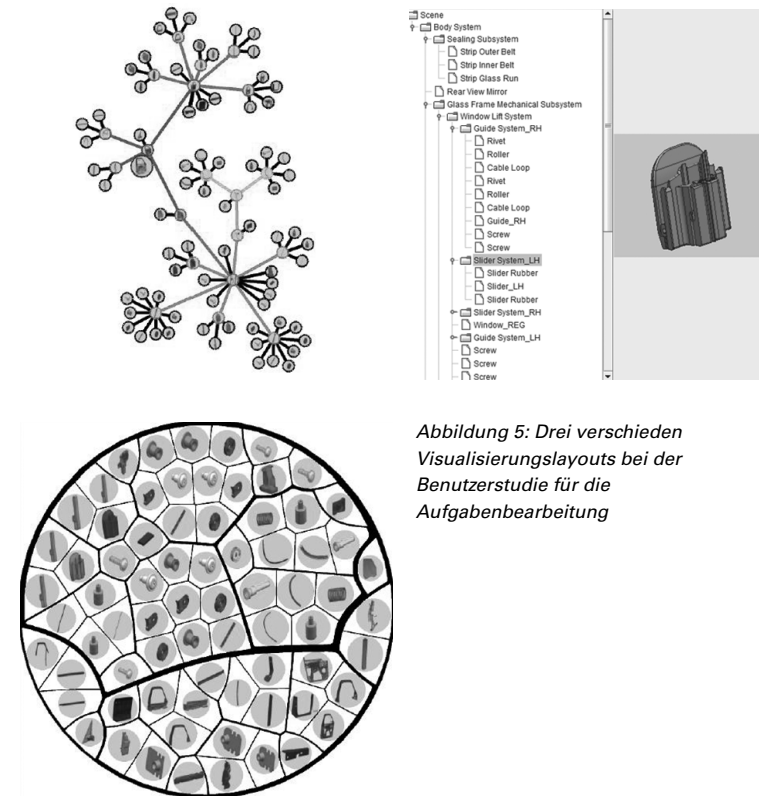 Scene
Body System
Sealing Subsystem
Strip Outer Belt
Strip Inner Belt
Strip Glass Run
Rear View Mirror
Glass Frame Mechanical Subsystem
Window Lift System
Guide System_RH
Rivet
Roller
Cable Loop
Rivet
Roller
Cable Loop
Guide_RH
Screw
Screw
Slider System_LH
Slider Rubber
Slider_LH
Slider Rubber
Slider System_RH
Window_REG
Guide System_LH
Screw
Screw
Screw
Abbildung 5: Drei verschieden
Visualisierungslayouts bei der
Benutzerstudie für die
Aufgabenbearbeitung